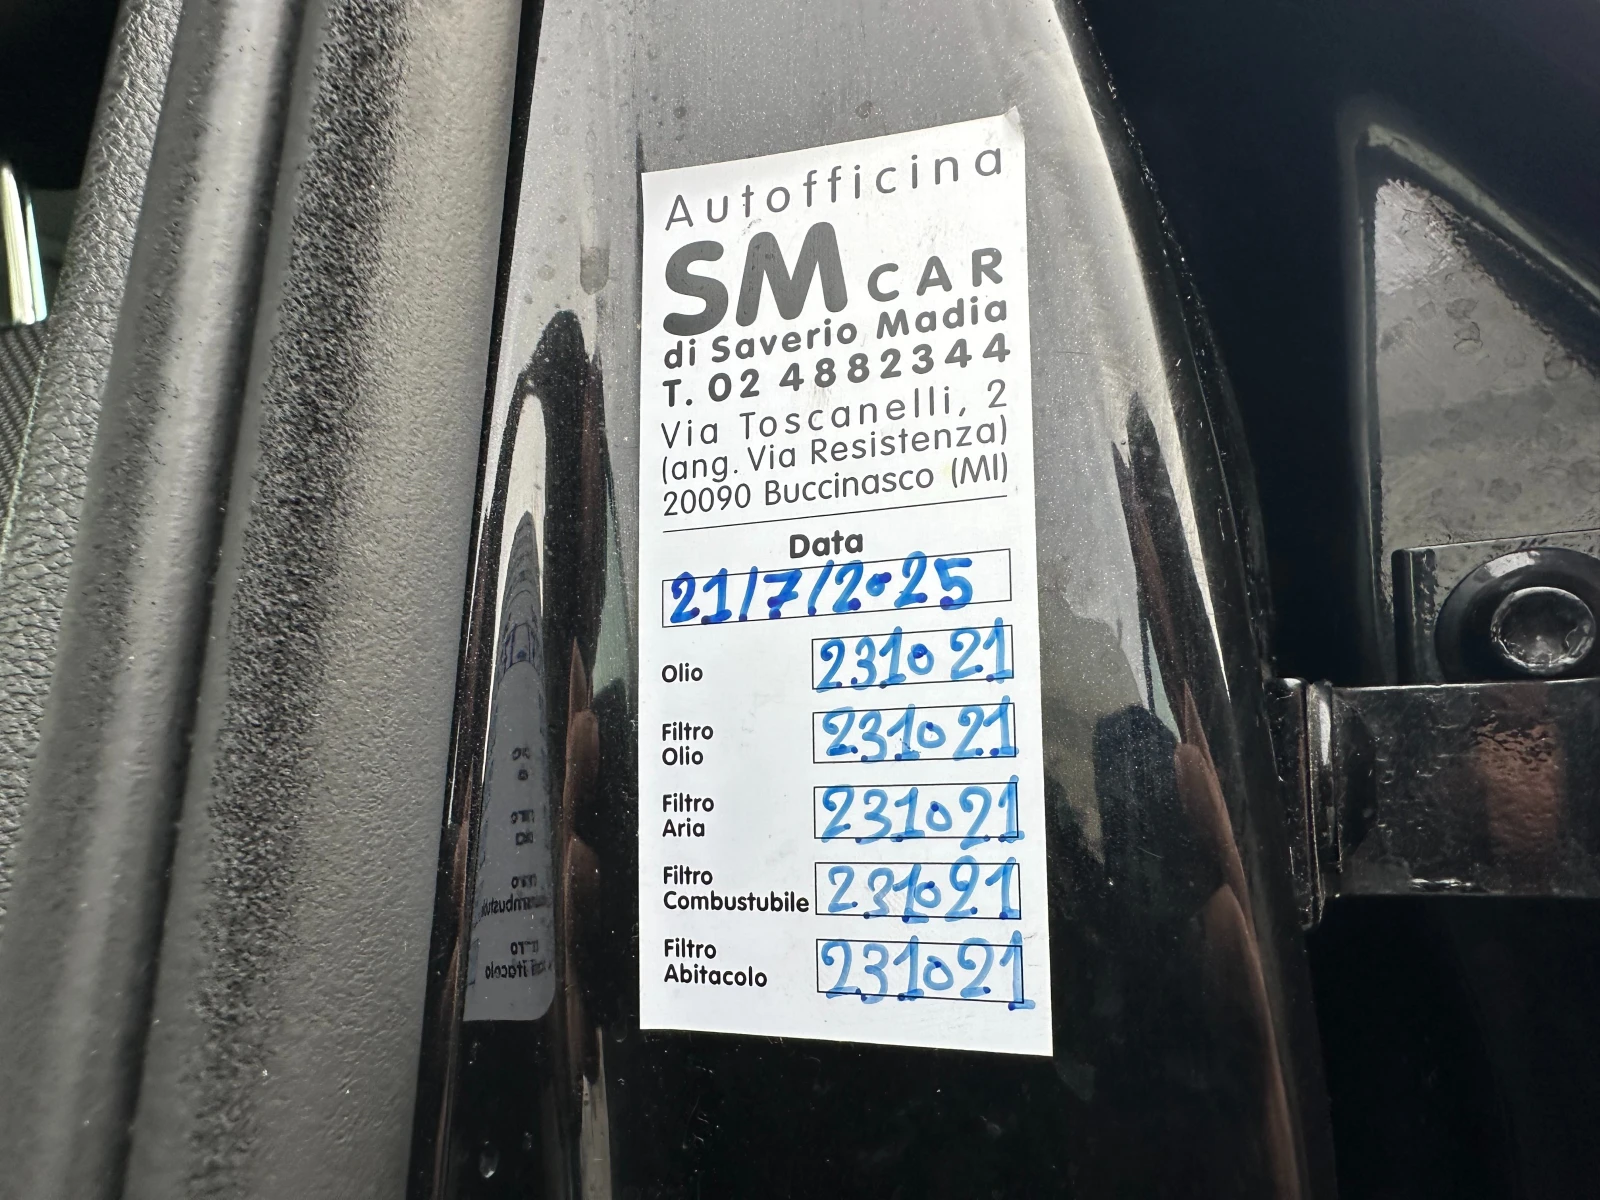 Autofficina
SM CAR
di Saverio Madia
T. 02 4882344
Via Toscanelli, 2
(ang. Via Resistenza)
20090 Buccinasco (MI)
Data
21/7/2025
Olio 231021
Filtro
Olio 231021
Filtro
Aria 231021
Filtro
Combustubile 231021
Filtro
Abitacolo 231021